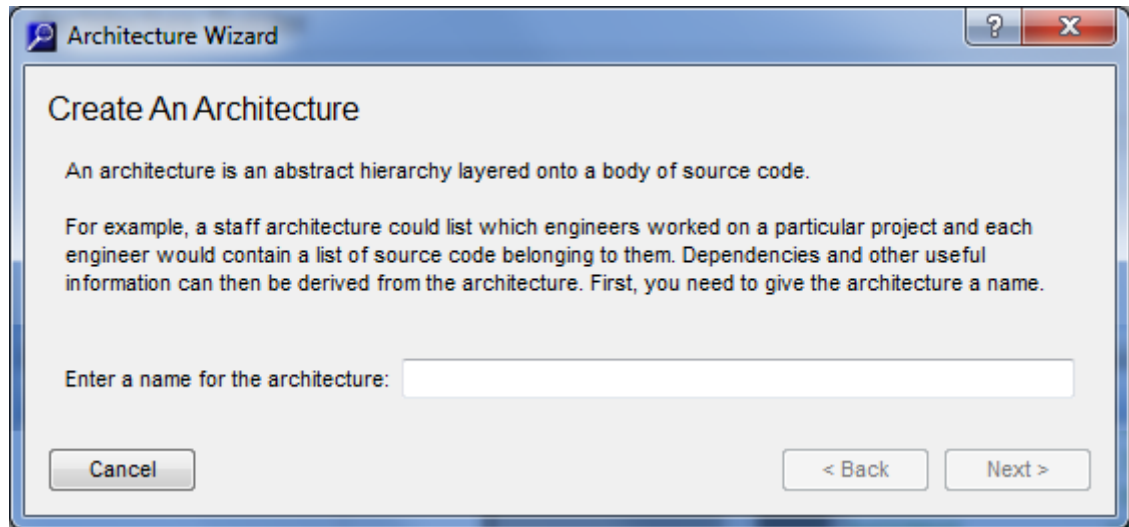 Architecture Wizard
Create An Architecture
An architecture is an abstract hierarchy layered onto a body of source code.
For example, a staff architecture could list which engineers worked on a particular project and each
engineer would contain a list of source code belonging to them. Dependencies and other useful
information can then be derived from the architecture. First, you need to give the architecture a name.
Enter a name for the architecture:
Cancel
< Back
Next >